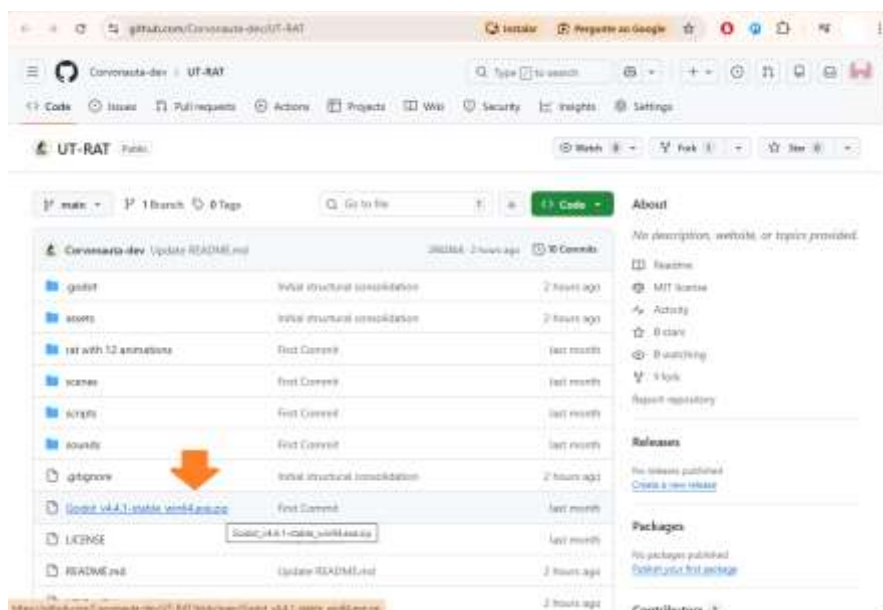 github.com/Corvonauta-dev/UT-RAT
Instalar
Pergunte ao Google
Corvonauta-dev / UT-RAT
Type / to search
Code
Issues
Pull requests
Actions
Projects
Wiki
Security
Insights
Settings
UT-RAT Public
Watch 0
Fork 1
Star 0
main
1 Branch
0 Tags
Go to file
Code
Corvonauta-dev Update README.md
2 hours ago
10 Commits
godot Initial structural consolidation 2 hours ago
assets Initial structural consolidation 2 hours ago
rat with 12 animations First Commit last month
scenes First Commit last month
scripts First Commit last month
sounds First Commit last month
.gitignore Initial structural consolidation 2 hours ago
Godot_v4.4.1-stable_win64.exe.zip First Commit last month
Godot_v4.4.1-stable_win64.exe.zip
LICENSE last month
README.md Update README.md 2 hours ago
2 hours ago
About
No description, website, or topics provided.
Readme
MIT license
Activity
0 stars
0 watching
1 fork
Report repository
Releases
No releases published
Create a new release
Packages
No packages published
Publish your first package